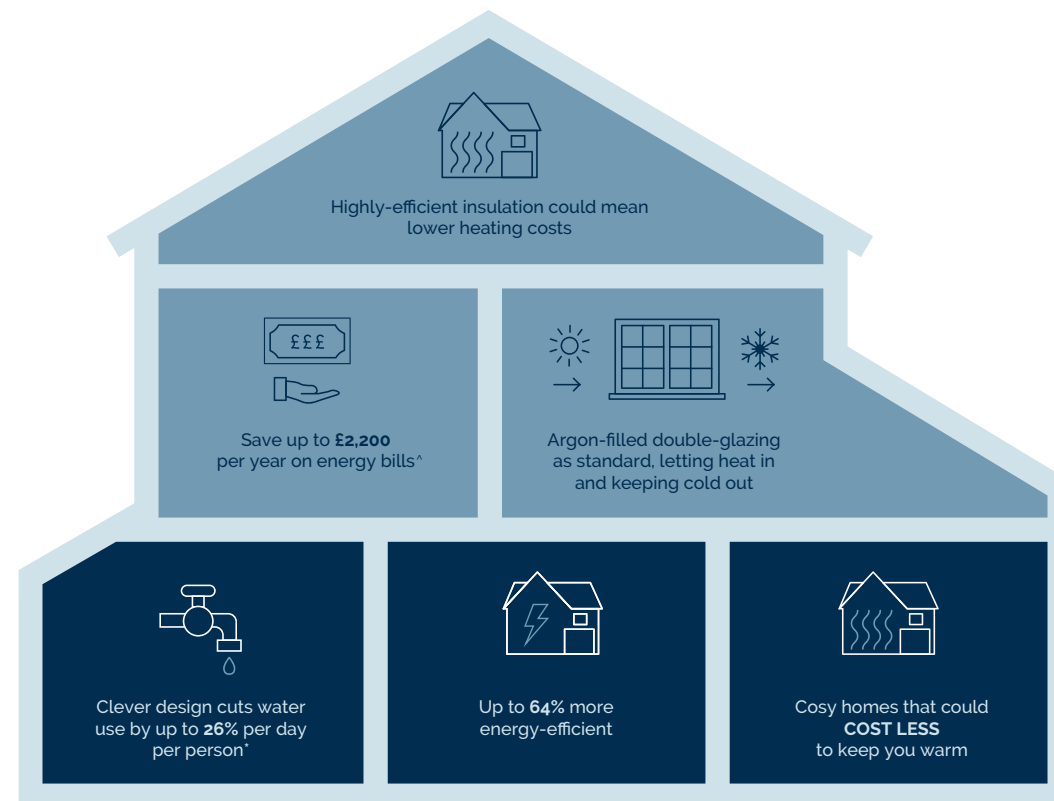 Highly-efficient insulation could mean
lower heating costs
£££
Save up to £2,200
per year on energy bills^
Argon-filled double-glazing
as standard, letting heat in
and keeping cold out
Clever design cuts water
use by up to 26% per day
per person*
Up to 64% more
energy-efficient
Cosy homes that could
COST LESS
to keep you warm